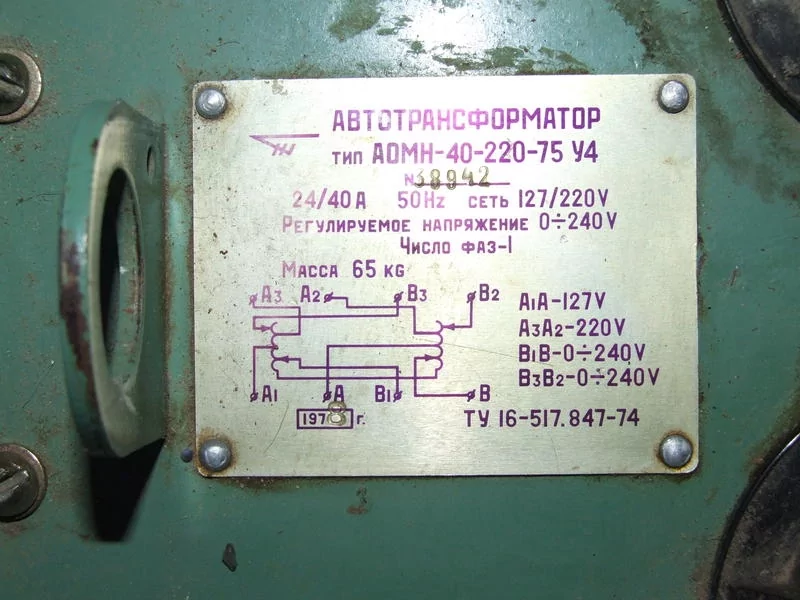 АВТОТРАНСФОРМАТОР
тип АОМН-40-220-75 У4
№38942
24/40 А 50Hz сеть 127/220V
Регулируемое напряжение 0÷240V
Число фаз-1
Масса 65 кG
А3 А2 В3 В2
А1 А В1 В
А1А-127V
А3А2-220V
В1В-0÷240V
В3В2-0÷240V
1978 г.
ТУ 16-517.847-74